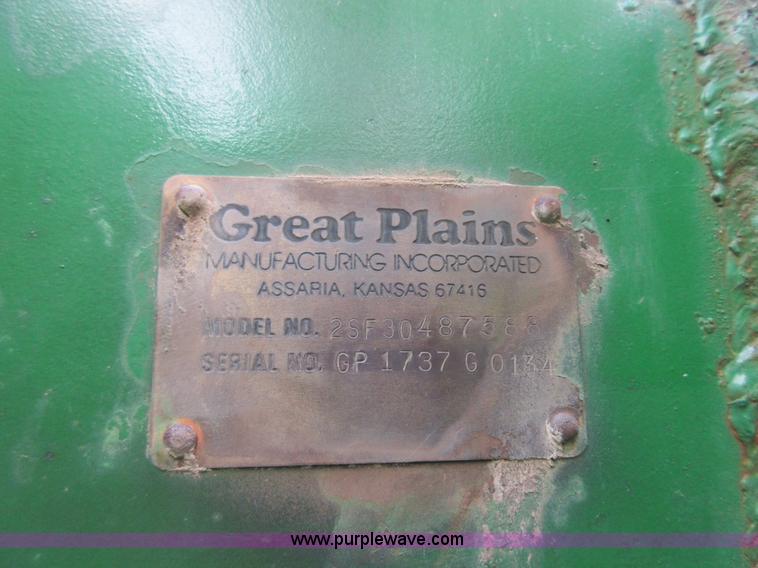 Great Plains
MANUFACTURING INCORPORATED
ASSARIA, KANSAS 67416
MODEL NO. 2SF30487588
SERIAL NO. GP 1737 G 0134
www.purplewave.com